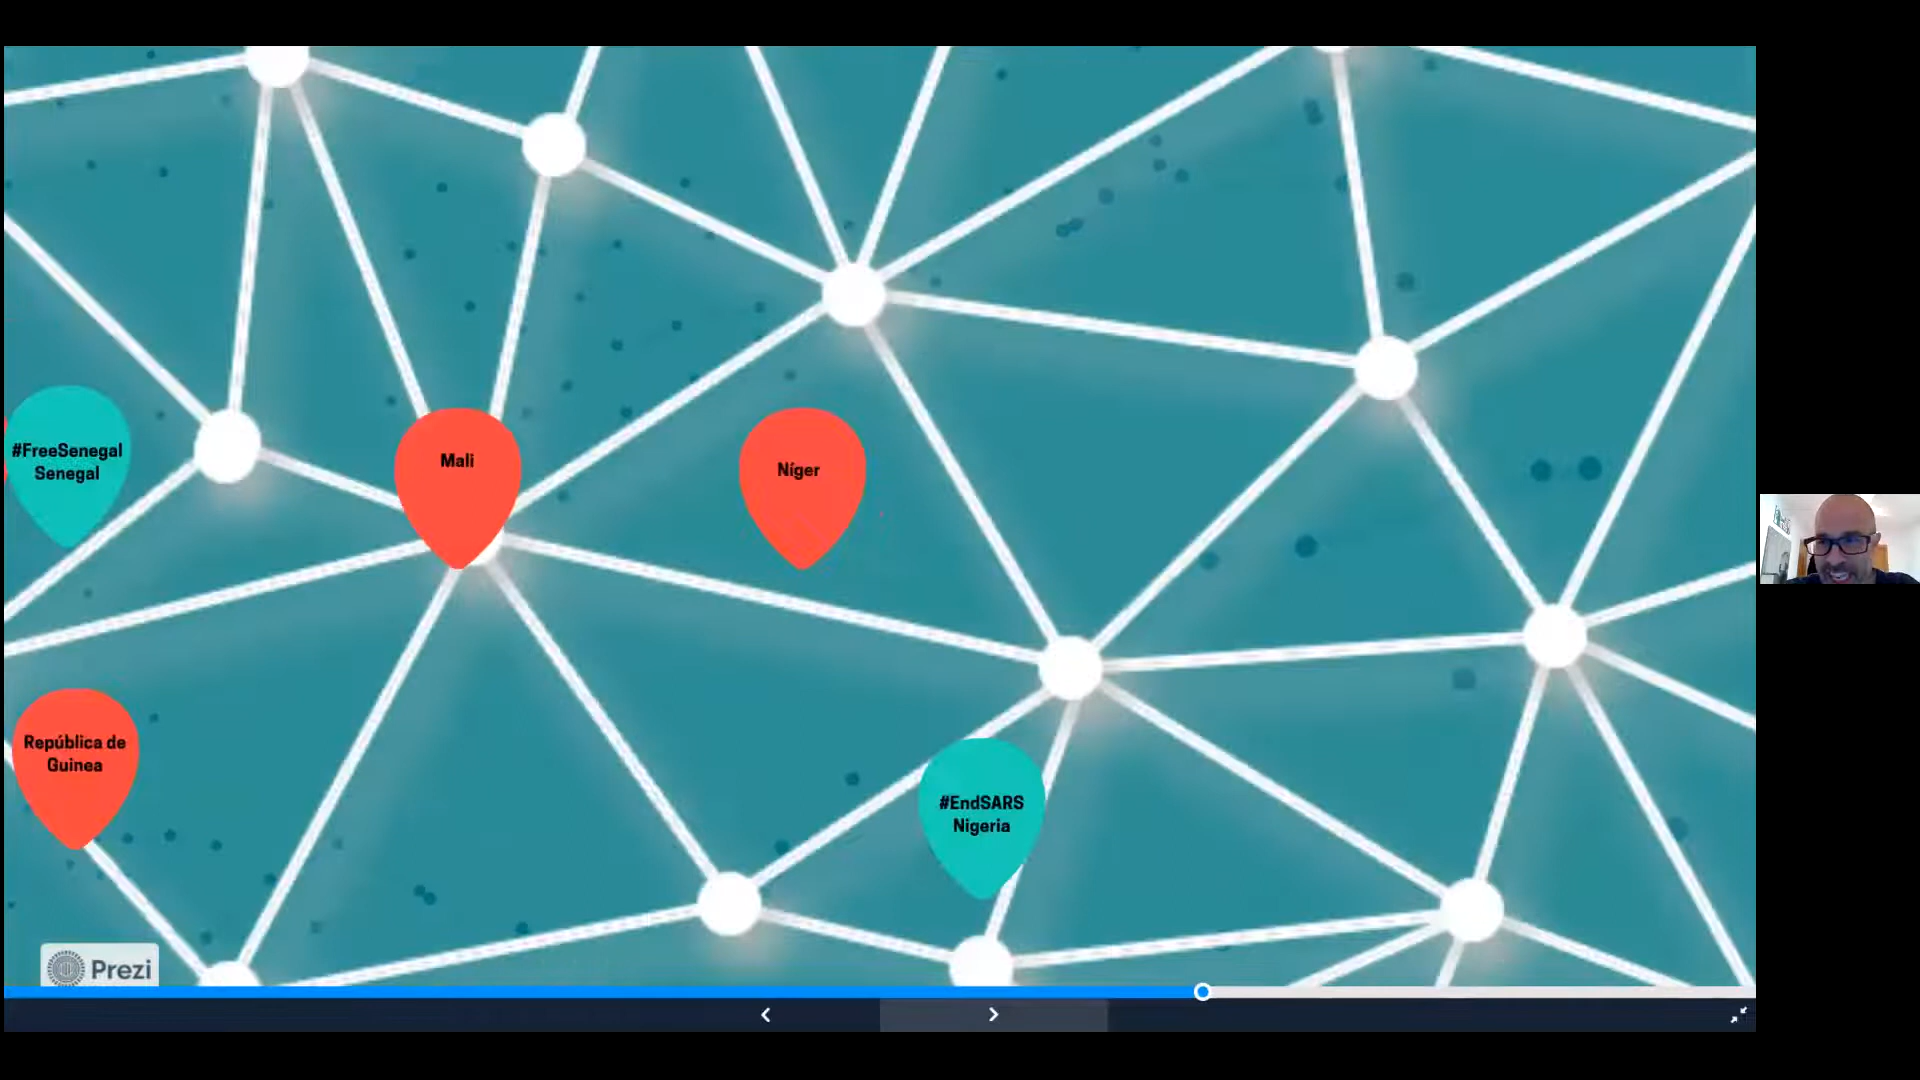 #FreeSenegal
Senegal
Mali
Níger
República de
Guinea
#EndSARS
Nigeria
Prezi